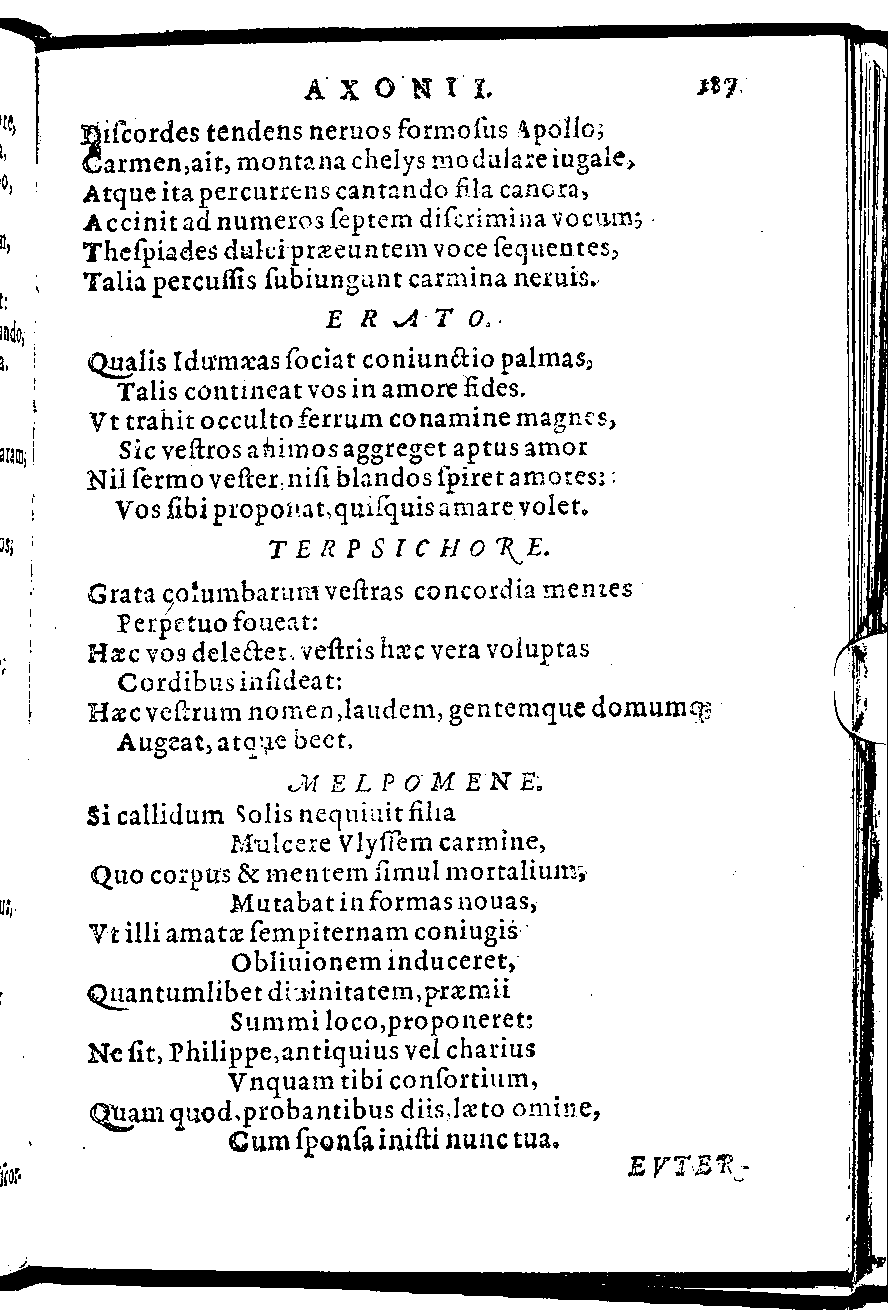 AXONII. 187.
Diſcordes tendens neruos formoſus Apollo;
Carmen, ait, montana chelys modulare iugale,
Atque ita percurrens cantando fila canora,
Accinit ad numeros ſeptem diſcrimina vocum;
Theſpiades dulci præeuntem voce ſequentes,
Talia percuſſis ſubiungunt carmina neruis.
ERATO.
Qualis Idumæas ſociat coniunctio palmas,
Talis contineat vos in amore fides.
Vt trahit occulto ferrum conamine magnes,
Sic veſtros animos aggreget aptus amor
Nil ſermo veſter, niſi blandos ſpiret amores:
Vos ſibi proponat, quiſquis amare volet.
TERPSICHORE.
Grata columbarum veſtras concordia mentes
Perpetuo foueat:
Hæc vos delectet, veſtris hæc vera voluptas
Cordibus inſideat:
Hæc veſtrum nomen, laudem, gentemque domumq;
Augeat, atque beet.
MELPOMENE.
Si callidum Solis nequiuit filia
Mulcere Vlyſſem carmine,
Quo corpus & mentem ſimul mortalium,
Mutabat in formas nouas,
Vt illi amatæ ſempiternam coniugis
Obliuionem induceret,
Quantumlibet diuinitatem, præmii
Summi loco, proponeret:
Ne ſit, Philippe, antiquius vel charius
Vnquam tibi conſortium,
Quam quod, probantibus diis, læto omine,
Cum ſponſa iniſti nunc tua.
EVTER-